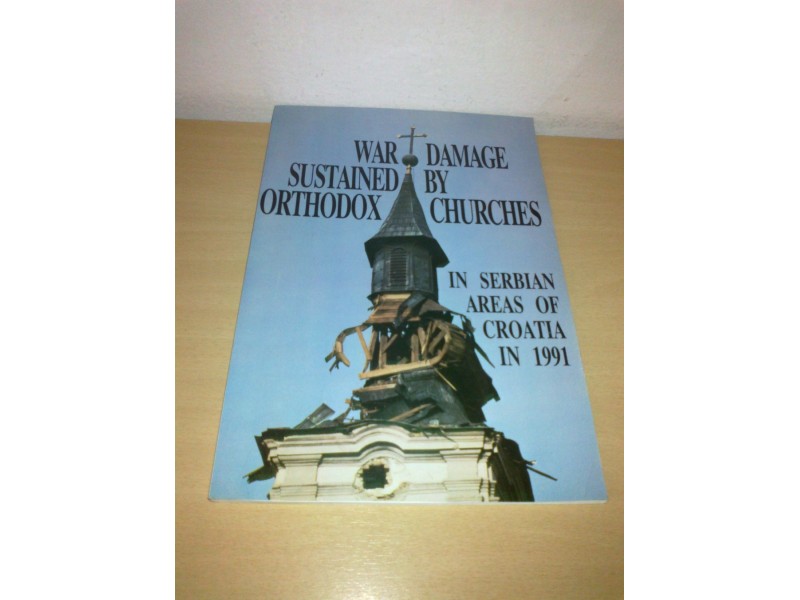 WAR DAMAGE
SUSTAINED BY
ORTHODOX CHURCHES
IN SERBIAN
AREAS OF
CROATIA
IN 1991